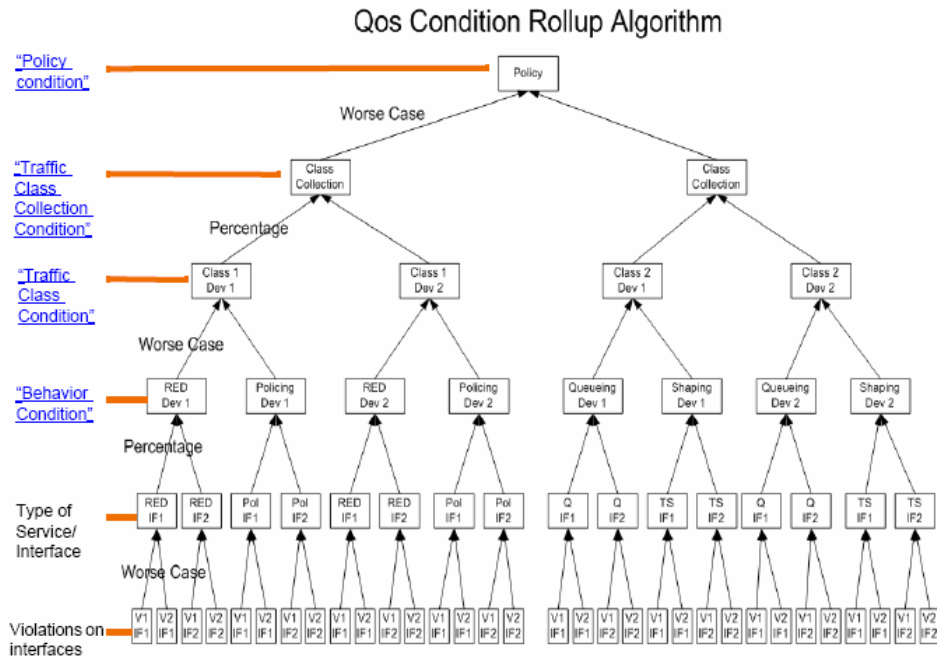 Qos Condition Rollup Algorithm
"Policy
condition"
Policy
Worse Case
"Traffic
Class
Collection
Condition"
Class
Collection
Class
Collection
Percentage
"Traffic
Class
Condition"
Class 1
Dev 1
Class 1
Dev 2
Class 2
Dev 1
Class 2
Dev 2
Worse Case
"Behavior
Condition"
RED
Dev 1
Policing
Dev 1
RED
Dev 2
Policing
Dev 2
Queueing
Dev 1
Shaping
Dev 1
Queueing
Dev 2
Shaping
Dev 2
Percentage
Type of
Service/
Interface
RED
IF1
RED
IF2
Pol
IF1
Pol
IF2
RED
IF1
RED
IF2
Pol
IF1
Pol
IF2
Q
IF1
Q
IF2
TS
IF1
TS
IF2
Q
IF1
Q
IF2
TS
IF1
TS
IF2
Worse Case
Violations on
interfaces
V1
IF1
V2
IF1
V1
IF2
V2
IF2
V1
IF1
V2
IF1
V1
IF2
V2
IF2
V1
IF1
V2
IF1
V1
IF2
V2
IF2
V1
IF1
V2
IF1
V1
IF2
V2
IF2
V1
IF1
V2
IF1
V1
IF2
V2
IF2
V1
IF1
V2
IF1
V1
IF2
V2
IF2
V1
IF1
V2
IF1
V1
IF2
V2
IF2
V1
IF1
V2
IF1
V1
IF2
V2
IF2